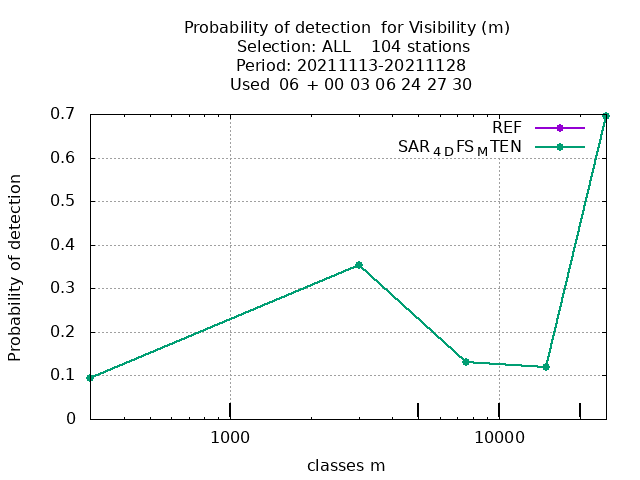 Probability of detection  for Visibility (m)
Selection: ALL    104 stations
Period: 20211113-20211128
Used  06  + 00 03 06 24 27 30
REF
SAR4DFSMTEN
0.7
0.6
0.5
0.4
0.3
0.2
0.1
0
Probability of detection
1000
10000
classes m